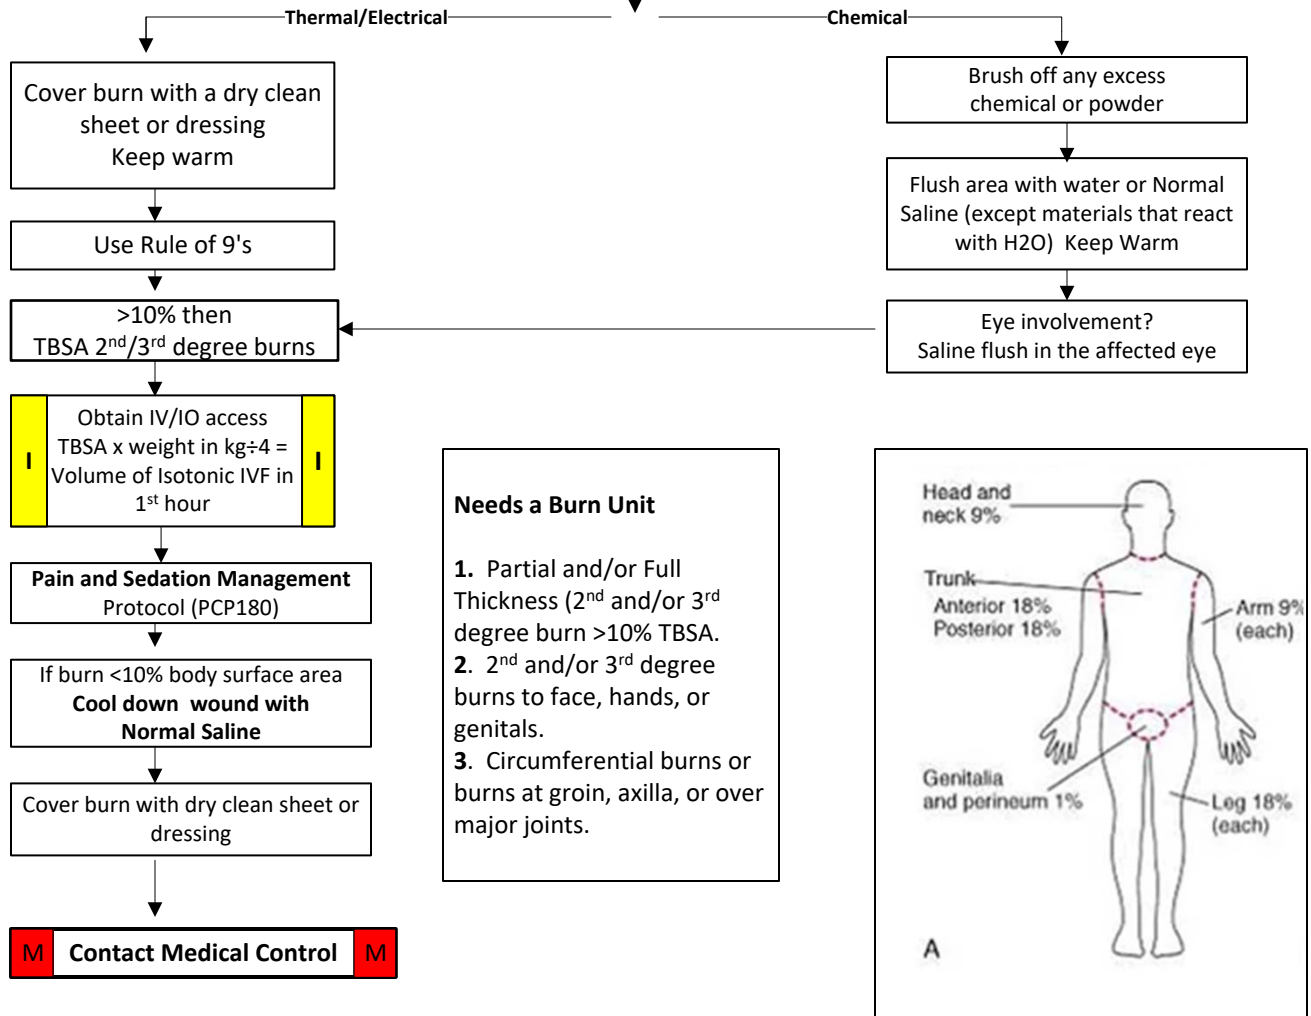 Thermal/Electrical
Chemical
Cover burn with a dry clean
sheet or dressing
Keep warm
Use Rule of 9's
>10% then
TBSA 2nd/3rd degree burns
I
Obtain IV/IO access
TBSA x weight in kg÷4 =
Volume of Isotonic IVF in
1st hour
I
Pain and Sedation Management
Protocol (PCP180)
If burn <10% body surface area
Cool down wound with
Normal Saline
Cover burn with dry clean sheet or
dressing
M
Contact Medical Control
M
Brush off any excess
chemical or powder
Flush area with water or Normal
Saline (except materials that react
with H2O) Keep Warm
Eye involvement?
Saline flush in the affected eye
Needs a Burn Unit
1. Partial and/or Full
Thickness (2nd and/or 3rd
degree burn >10% TBSA.
2. 2nd and/or 3rd degree
burns to face, hands, or
genitals.
3. Circumferential burns or
burns at groin, axilla, or over
major joints.
Head and
neck 9%
Trunk
Anterior 18%
Posterior 18%
Arm 9%
(each)
Genitalia
and perineum 1%
Leg 18%
(each)
A